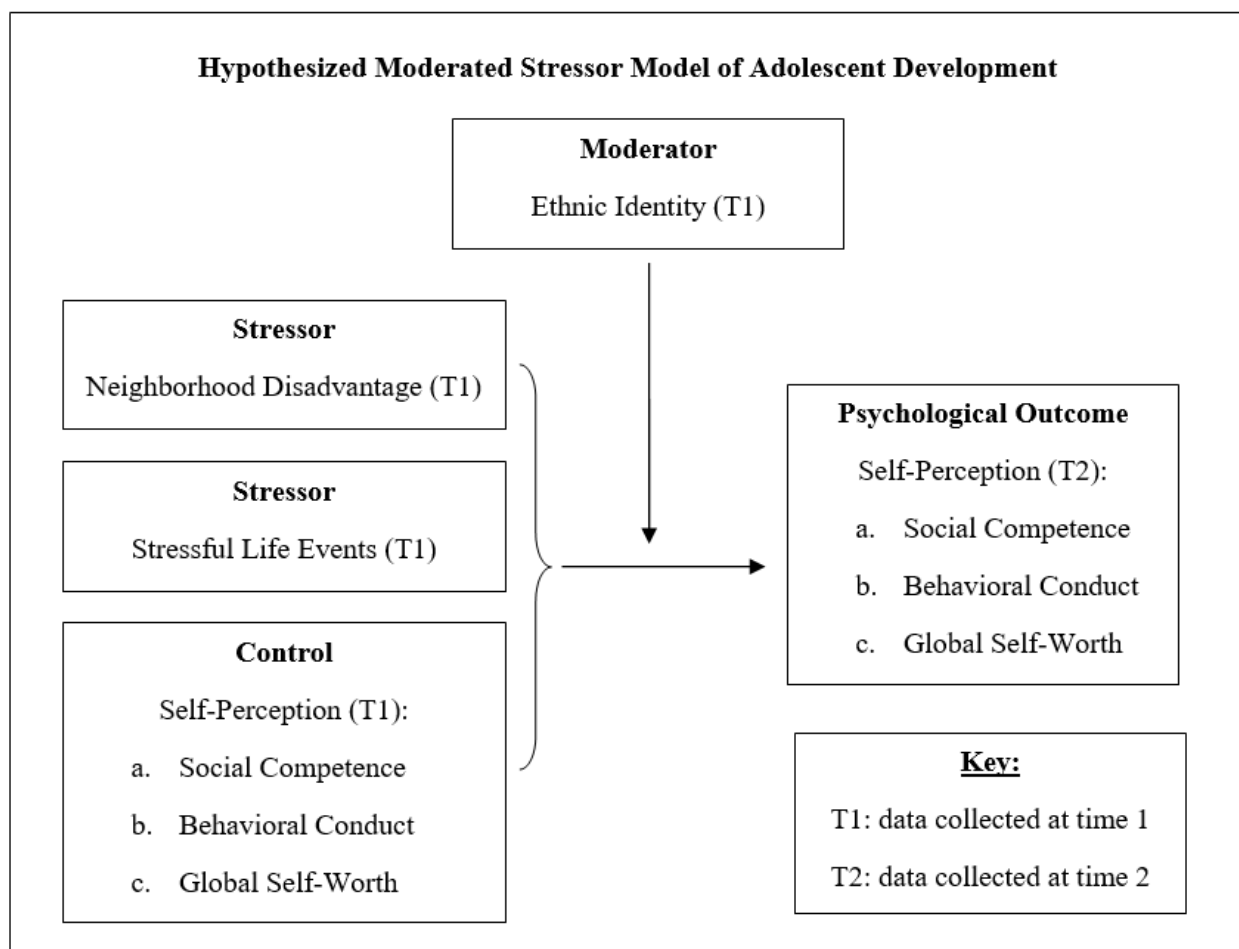 Hypothesized Moderated Stressor Model of Adolescent Development
Moderator
Ethnic Identity (T1)
Stressor
Neighborhood Disadvantage (T1)
Stressor
Stressful Life Events (T1)
Control
Self-Perception (T1):
a. Social Competence
b. Behavioral Conduct
c. Global Self-Worth
Psychological Outcome
Self-Perception (T2):
a. Social Competence
b. Behavioral Conduct
c. Global Self-Worth
Key:
T1: data collected at time 1
T2: data collected at time 2